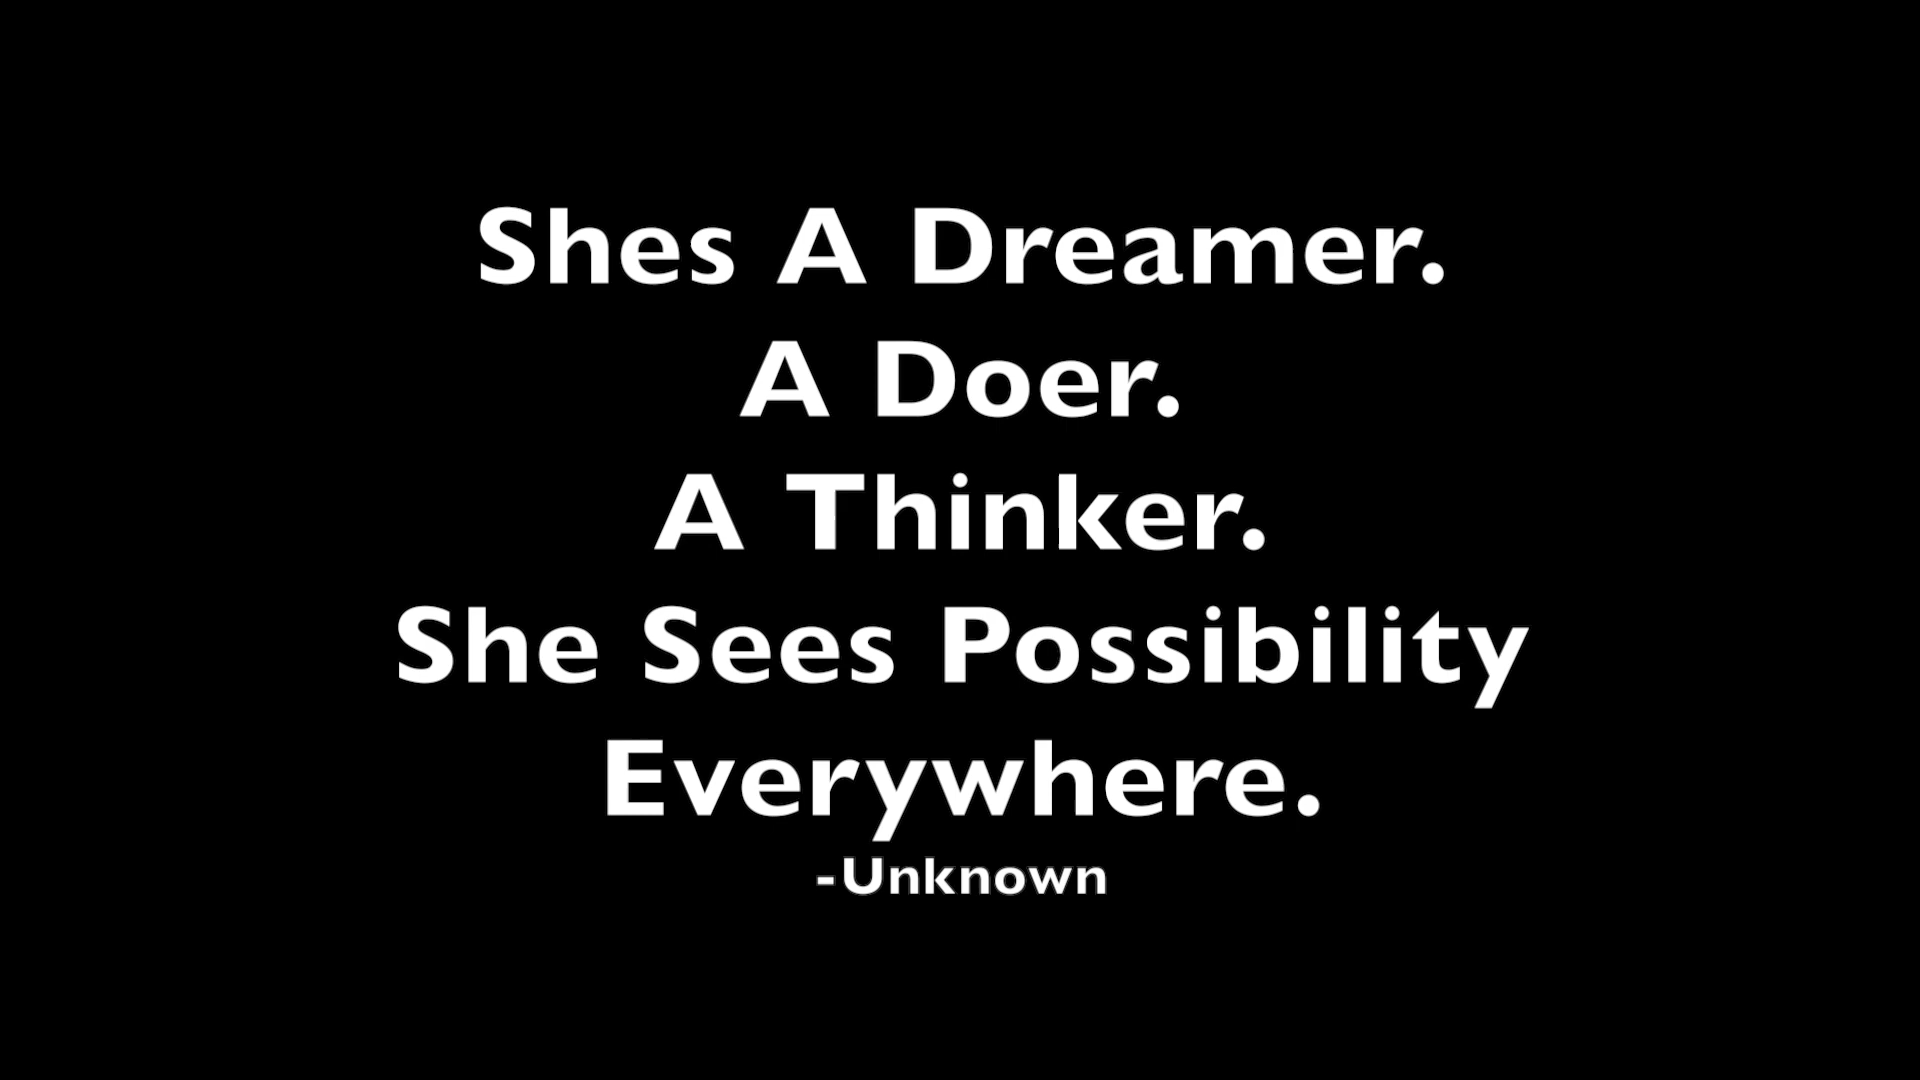 Shes A Dreamer.
A Doer.
A Thinker.
She Sees Possibility
Everywhere.
-Unknown